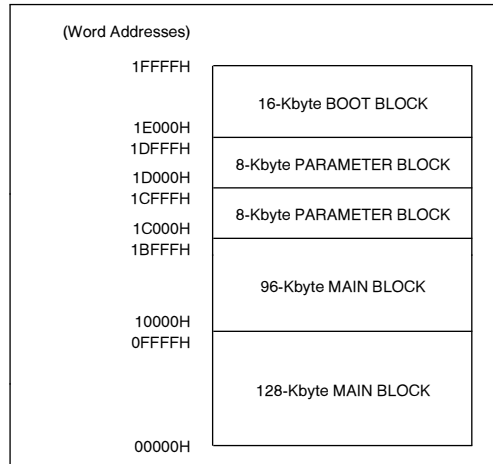 (Word Addresses)
1FFFFH
16-Kbyte BOOT BLOCK
1E000H
1DFFFH
8-Kbyte PARAMETER BLOCK
1D000H
1CFFFH
8-Kbyte PARAMETER BLOCK
1C000H
1BFFFH
96-Kbyte MAIN BLOCK
10000H
0FFFFH
128-Kbyte MAIN BLOCK
00000H